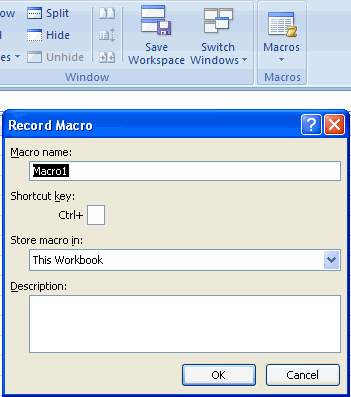 ow Split
d Hide
es Unhide
Save Workspace
Switch Windows
Macros
Window
Macros
Record Macro
Macro name:
Macro1
Shortcut key:
Ctrl+
Store macro in:
This Workbook
Description:
OK Cancel